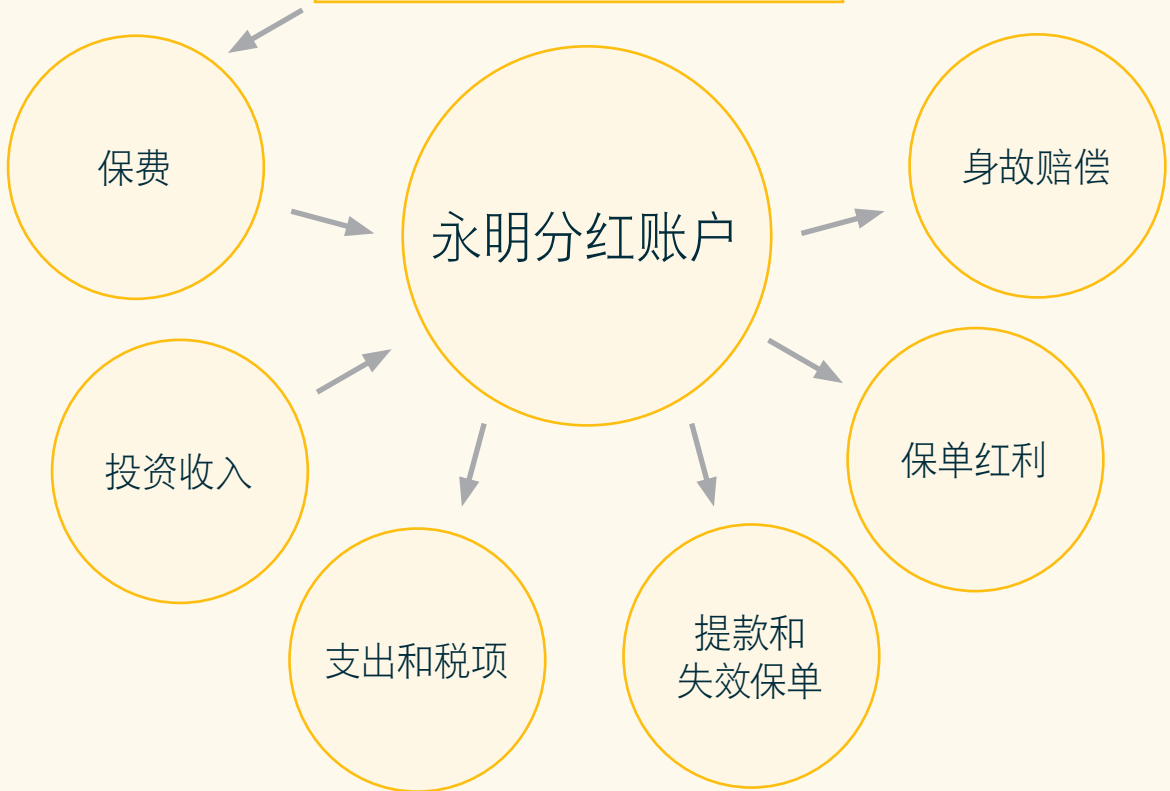 保费
永明分红账户
身故赔偿
投资收入
保单红利
支出和税项
提款和
失效保单